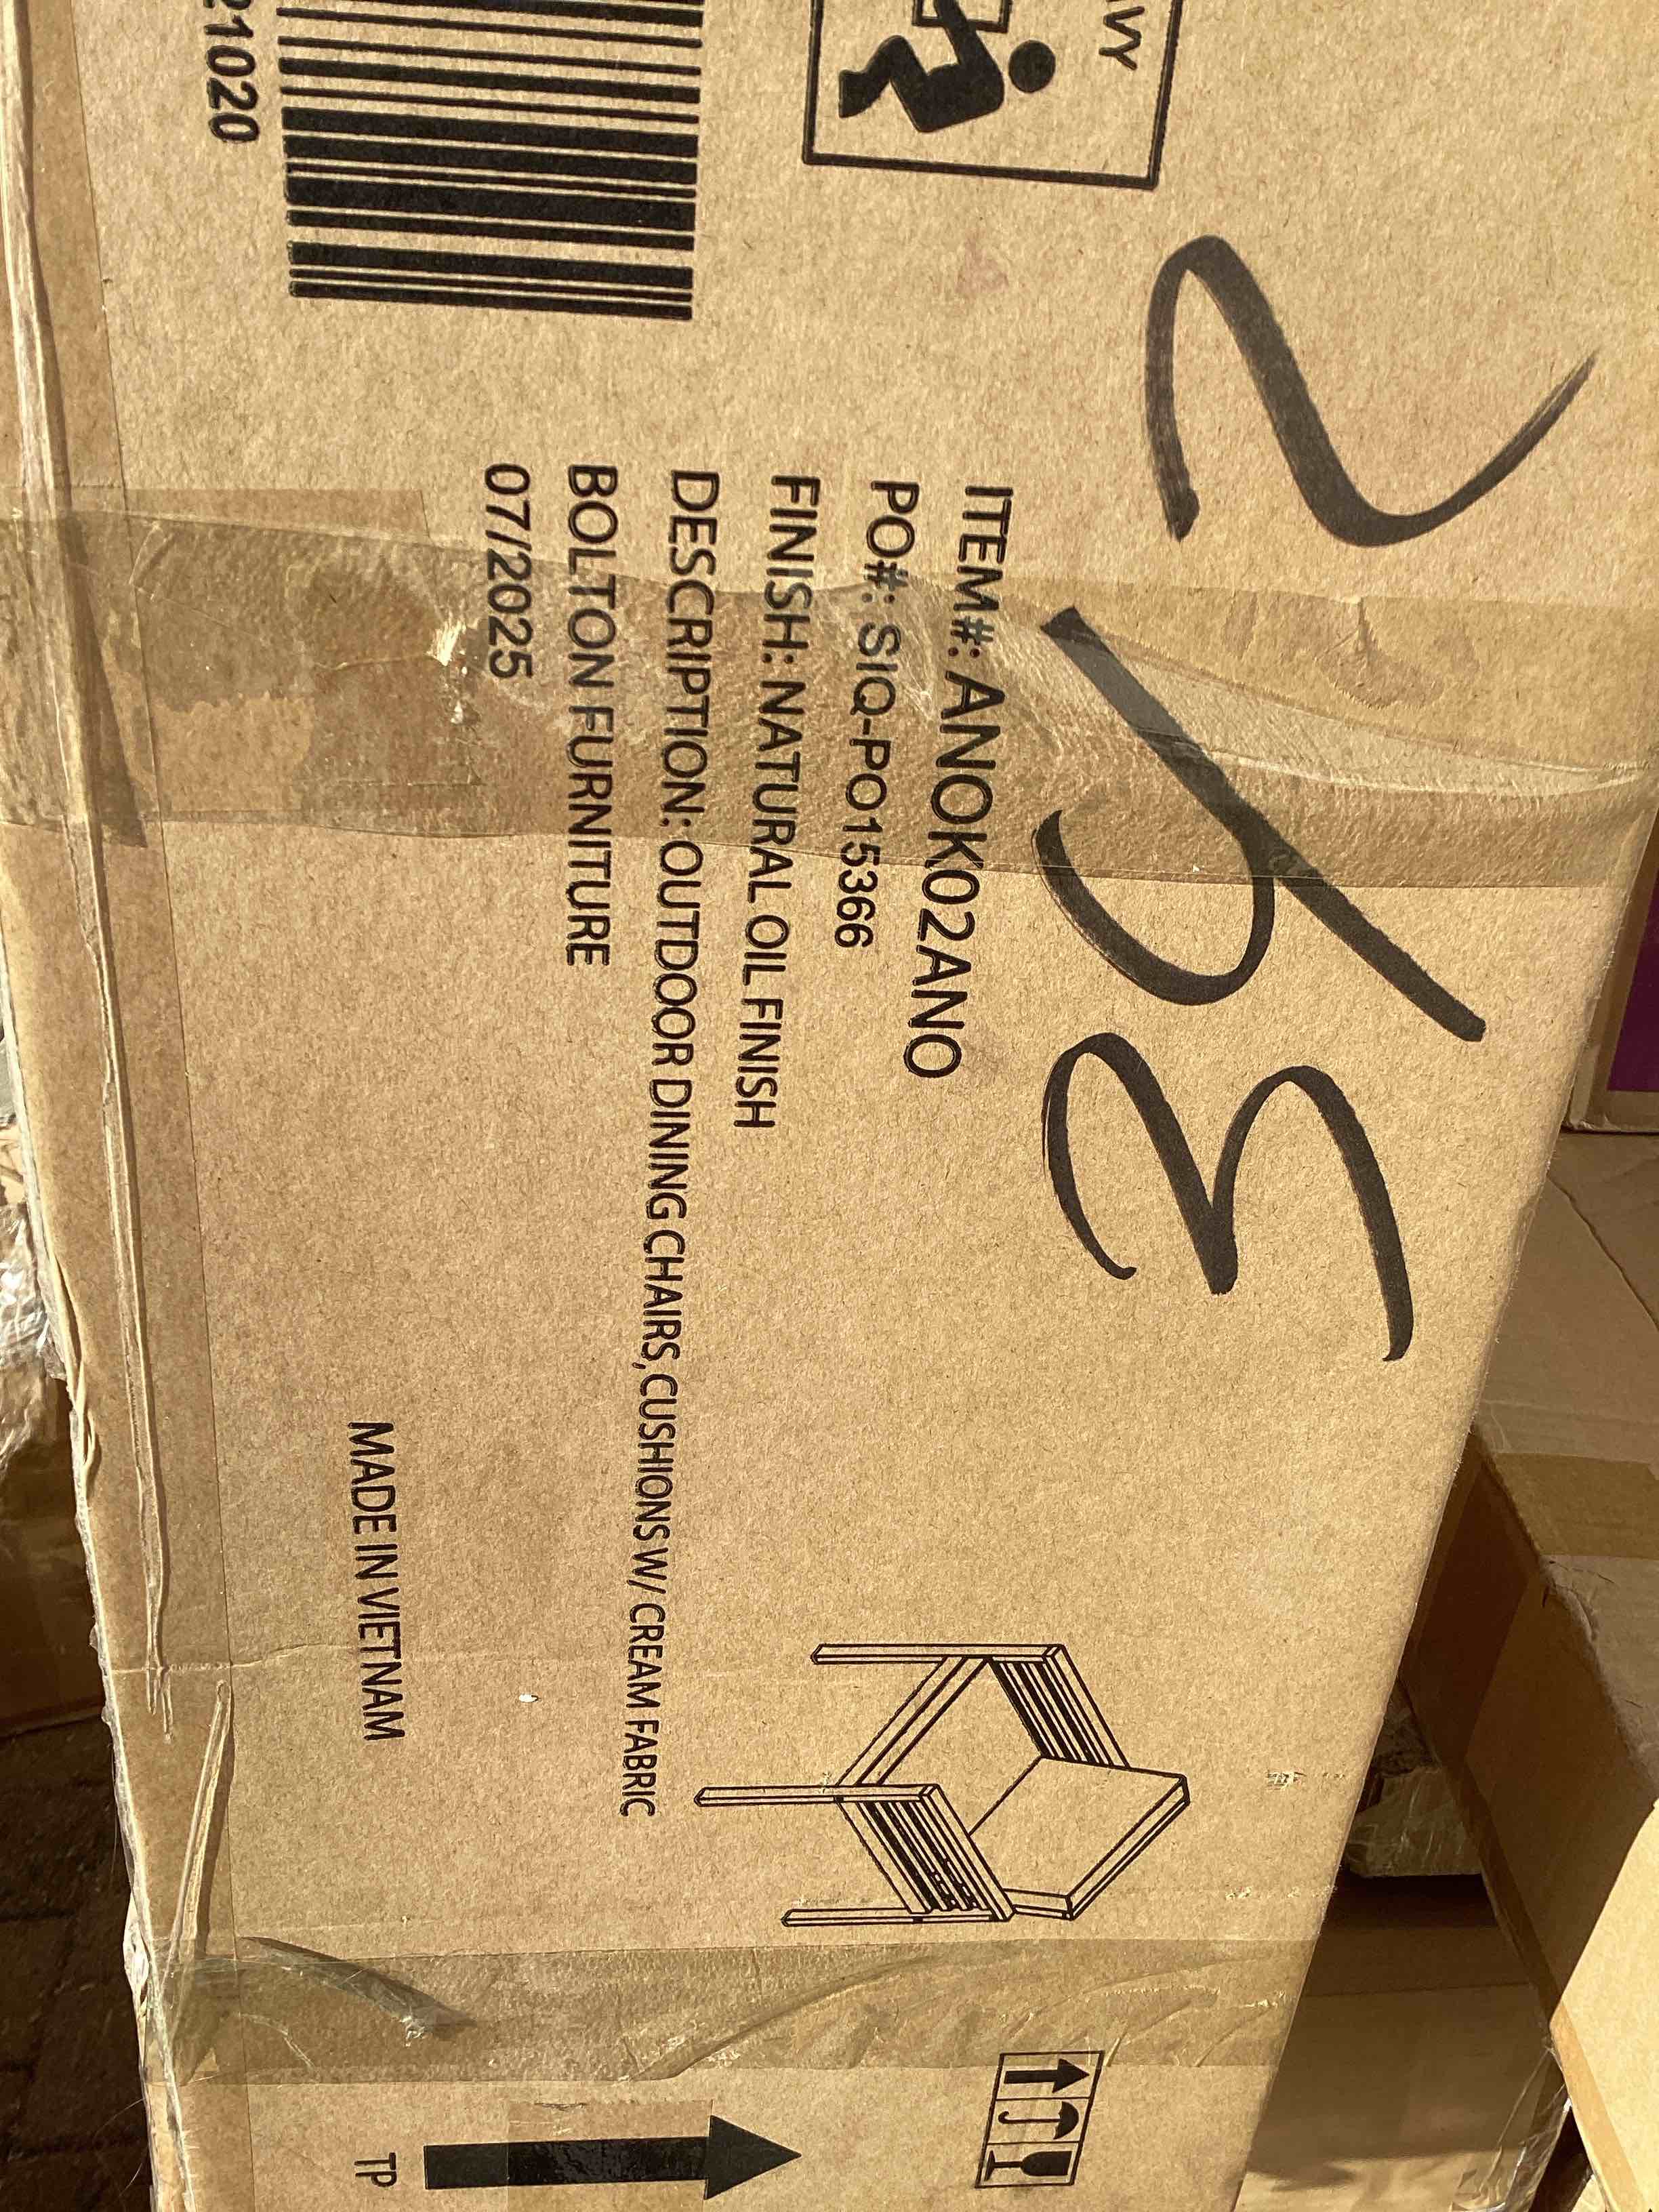 VY
21020
ITEM#: ANOK02ANO
PO#: SIQ-PO15366
FINISH: NATURAL OIL FINISH
DESCRIPTION: OUTDOOR DINING CHAIRS, CUSHIONS W/ CREAM FABRIC
BOLTON FURNITURE
07/2025
MADE IN VIETNAM
TP